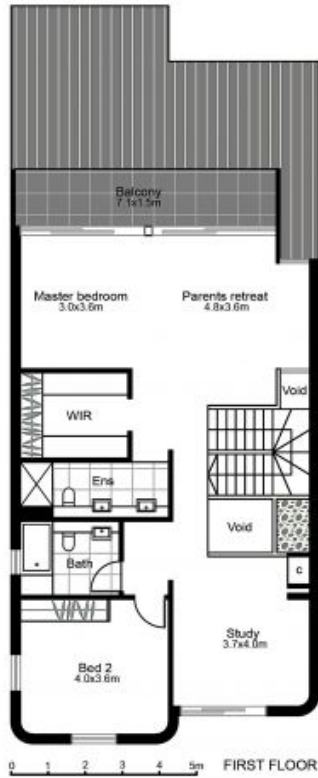 Balcony
7.1x1.5m
Master bedroom
3.0x3.6m
Parents retreat
4.8x3.6m
Void
WIR
Ens
Void
Bath
c
Study
3.7x4.0m
Bed 2
4.0x3.6m
0 1 2 3 4 5m
FIRST FLOOR